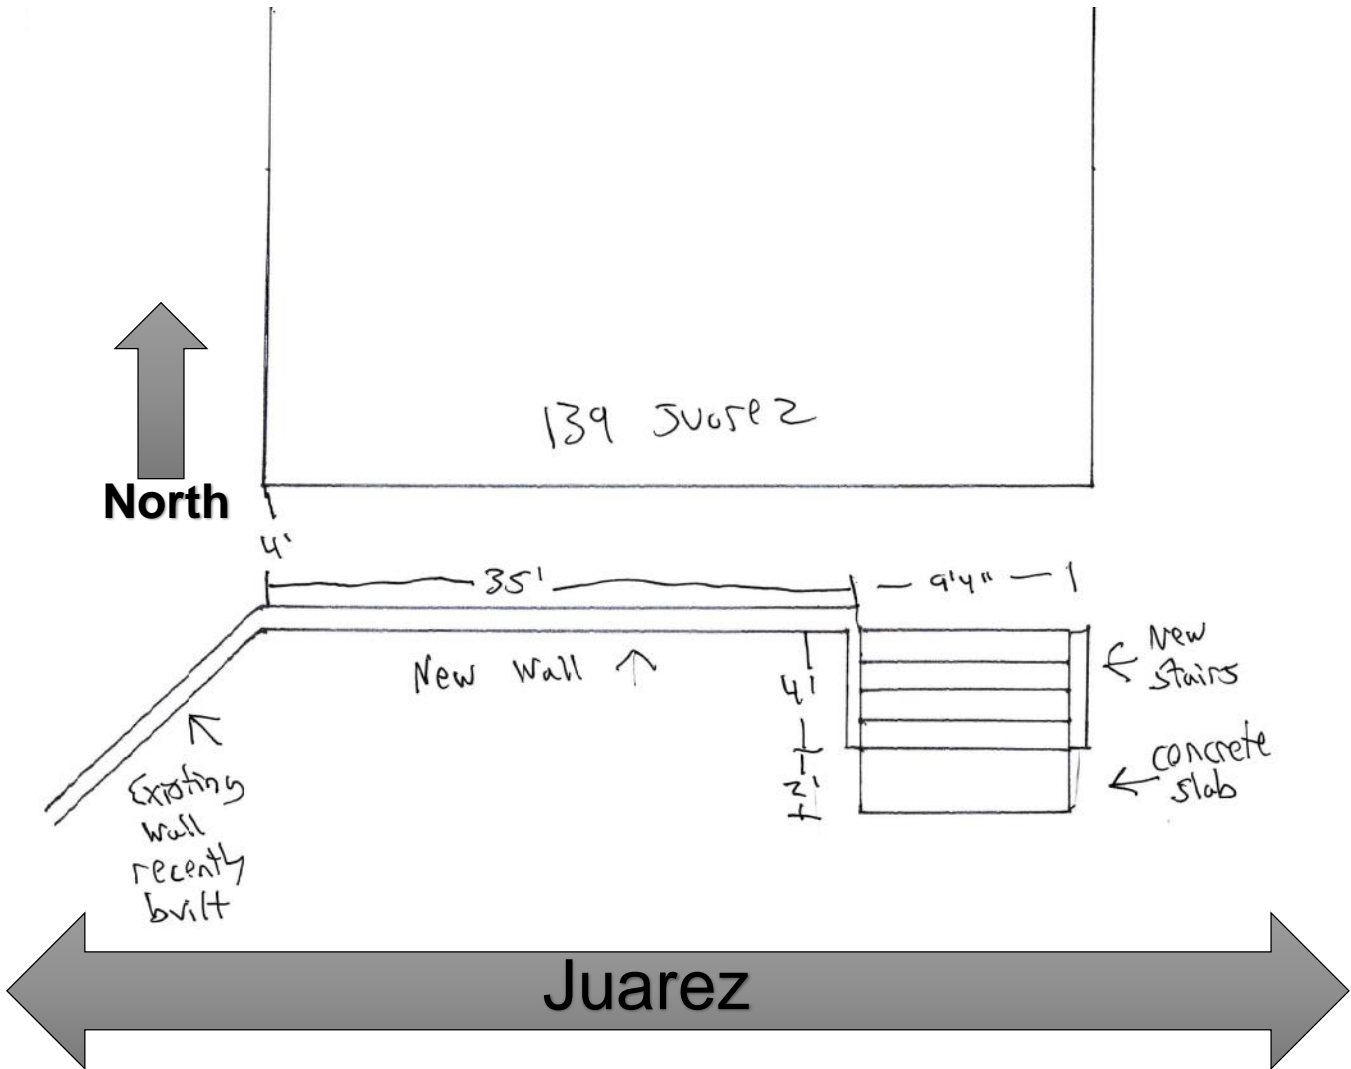 139 Juarez
North
4'
35'
9'4"
New Wall
New
stairs
4'
2'
concrete
slab
Existing
wall
recently
built
Juarez